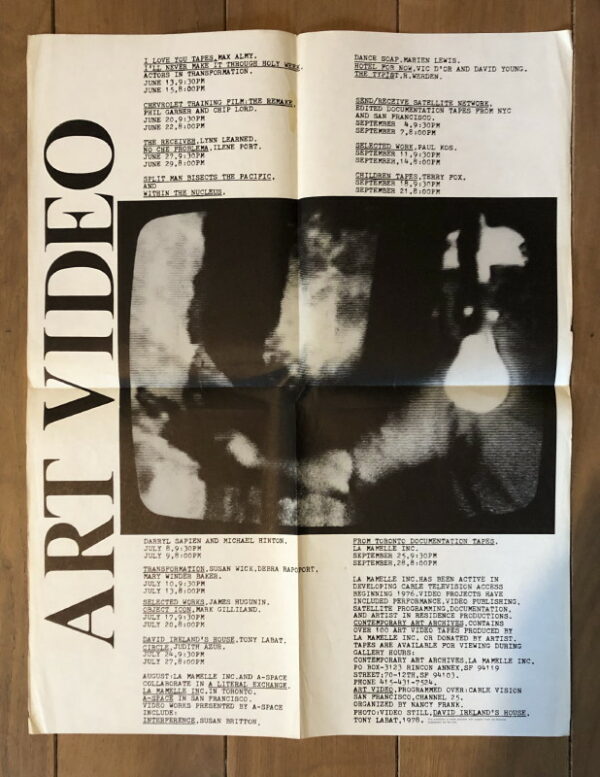 ART VIDEO
I LOVE YOU TAPES,MAX ALMY.
I'LL NEVER MAKE IT THROUGH HOLY WEEK,
ACTORS IN TRANSFORMATION.
JUNE 13,9:30PM
JUNE 15,8:00PM
CHEVROLET TRAINING FILM:THE REMAKE,
PHIL GARNER AND CHIP LORD.
JUNE 20,9:30PM
JUNE 22,8:00PM
THE RECEIVER,LYNN LEARNED.
NO CHE PROBLEMA,ILENE FORT.
JUNE 27,9:30PM
JUNE 29,8:00PM
SPLIT MAN BISECTS THE PACIFIC,
AND
WITHIN THE NUCLEUS,
DARRYL SAPIEN AND MICHAEL HINTON.
JULY 8,9:30PM
JULY 9,8:00PM
TRANSFORMATION,SUSAN WICK,DEBRA RAPOPORT,
MARY WINDER BAKER.
JULY 10,9:30PM
JULY 13,8:00PM
SELECTED WORKS,JAMES HUGUNIN.
OBJECT ICON,MARK GILLILAND.
JULY 17,9:30PM
JULY 20,8:00PM
DAVID IRELAND'S HOUSE,TONY LABAT.
CIRCLE,JUDITH AZUR.
JULY 24,9:30PM
JULY 27,8:00PM
AUGUST:LA MAMELLE INC.AND A-SPACE
COLLABORATE IN A LITERAL EXCHANGE.
LA MAMELLE INC.IN TORONTO.
A-SPACE IN SAN FRANCISCO.
VIDEO WORKS PRESENTED BY A-SPACE
INCLUDE:
INTERFERENCE,SUSAN BRITTON.
DANCE SOAP,MARIEN LEWIS.
HOTEL FOR NOW,VIC D'OR AND DAVID YOUNG.
THE TYPIST,R.WERDEN.
SEND/RECEIVE SATELLITE NETWORK,
EDITED DOCUMENTATION TAPES FROM NYC
AND SAN FRANCISCO.
SEPTEMBER 4,9:30PM
SEPTEMBER 7,8:00PM
SELECTED WORK,PAUL KOS.
SEPTEMBER 11,9:30PM
SEPTEMBER,14,8:00PM
CHILDREN TAPES,TERRY FOX.
SEPTEMBER 18,9:30PM
SEPTEMBER 21,8:00PM
FROM TORONTO DOCUMENTATION TAPES,
LA MAMELLE INC.
SEPTEMBER 25,9:30PM
SEPTEMBER,28,8:00PM
LA MAMELLE INC.HAS BEEN ACTIVE IN
DEVELOPING CABLE TELEVISION ACCESS
BEGINNING 1976.VIDEO PROJECTS HAVE
INCLUDED PERFORMANCE,VIDEO PUBLISHING,
SATELLITE PROGRAMMING,DOCUMENTATION,
AND ARTIST IN RESIDENCE PRODUCTIONS.
CONTEMPORARY ART ARCHIVES,CONTAINS
OVER 100 ART VIDEO TAPES PRODUCED BY
LA MAMELLE INC.OR DONATED BY ARTIST.
TAPES ARE AVAILABLE FOR VIEWING DURING
GALLERY HOURS:
CONTEMPORARY ART ARCHIVES,LA MAMELLE INC.
PO BOX-3123 RINCON ANNEX,SF 94119
STREET:70-12TH,SF 94103.
PHONE 415-431-7524.
ART VIDEO,PROGRAMMED OVER:CABLE VISION
SAN FRANCISCO,CHANNEL 25.
ORGANIZED BY NANCY FRANK.
PHOTO:VIDEO STILL,DAVID IRELAND'S HOUSE,
TONY LABAT,1978.